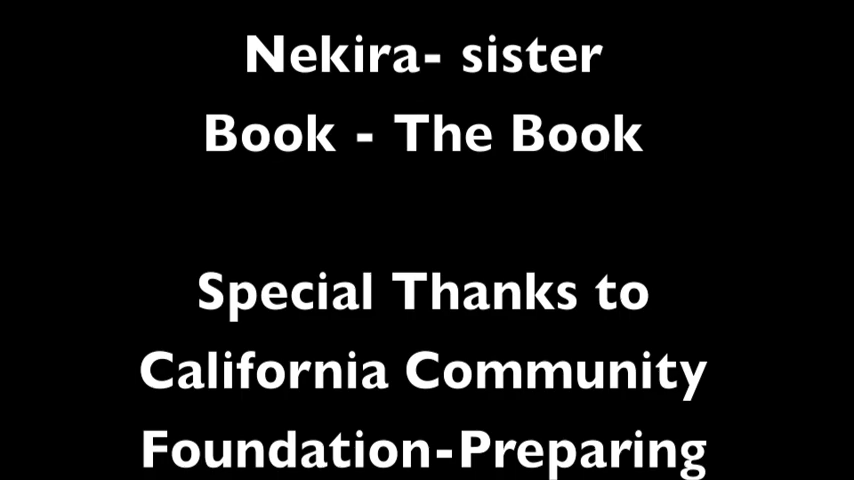 Nekira- sister
Book - The Book
Special Thanks to
California Community
Foundation-Preparing